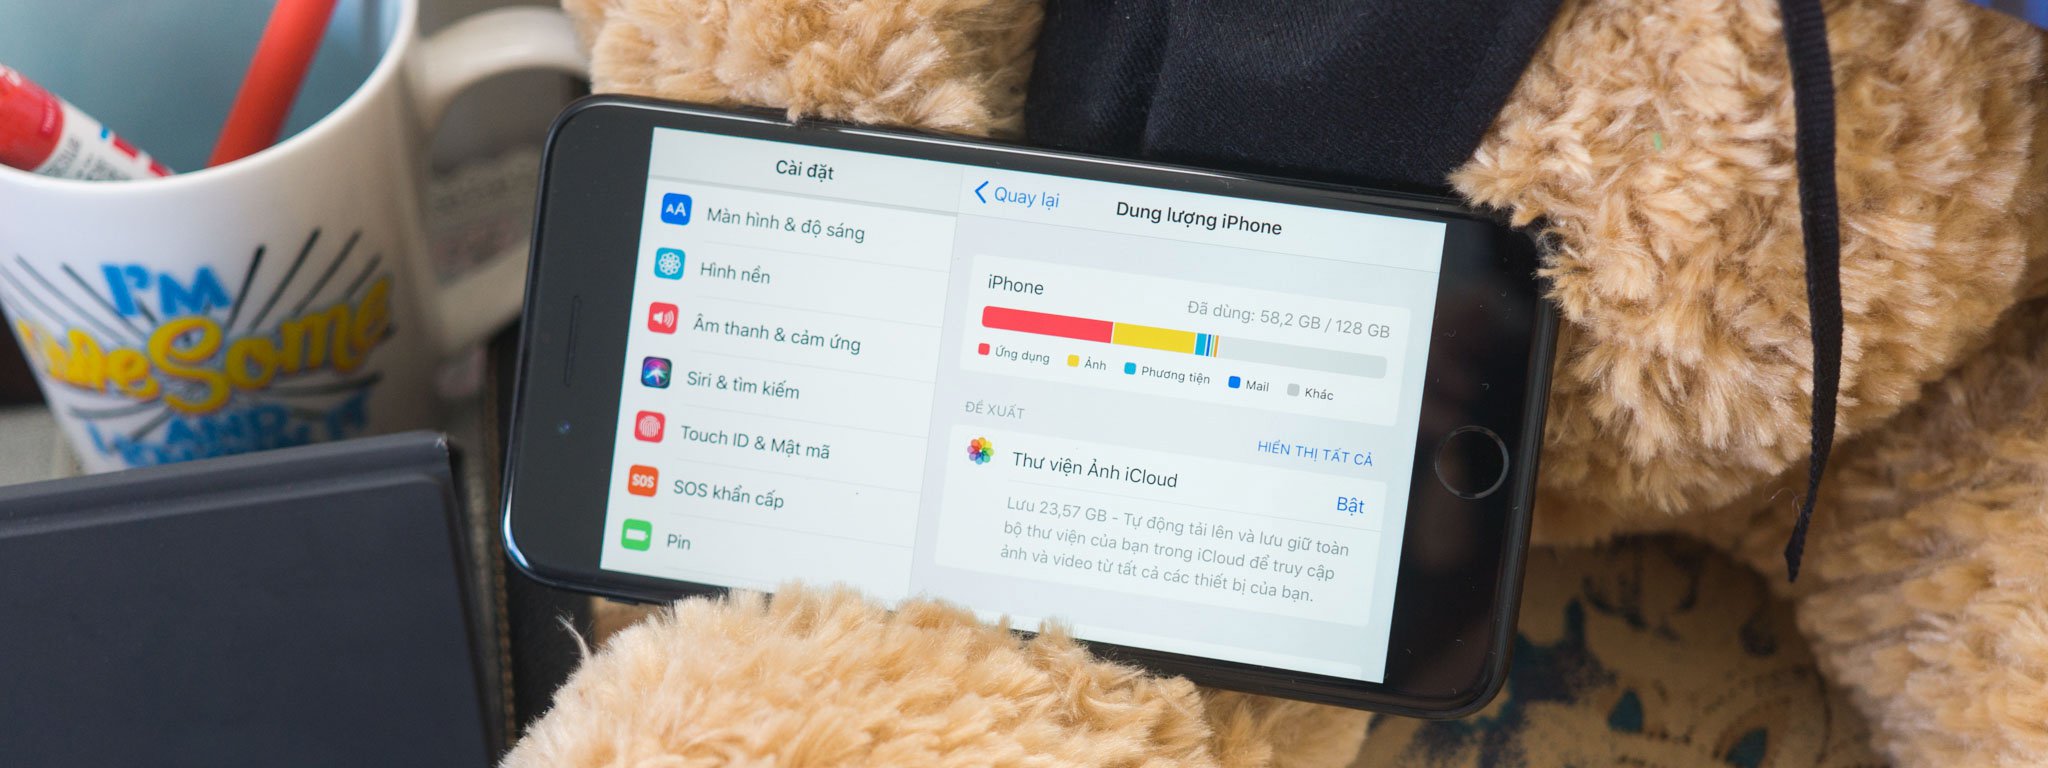 I'M
Awesome
AND
Cài đặt
AA
Màn hình & độ sáng
Hình nền
Âm thanh & cảm ứng
Siri & tìm kiếm
Touch ID & Mật mã
SOS
SOS khẩn cấp
Pin
Quay lại
Dung lượng iPhone
iPhone
Đã dùng: 58,2 GB / 128 GB
Ứng dụng
Ảnh
Phương tiện
Mail
Khác
ĐỀ XUẤT
HIỂN THỊ TẤT CẢ
Thư viện Ảnh iCloud
Bật
Lưu 23,57 GB - Tự động tải lên và lưu giữ toàn
bộ thư viện của bạn trong iCloud để truy cập
ảnh và video từ tất cả các thiết bị của bạn.